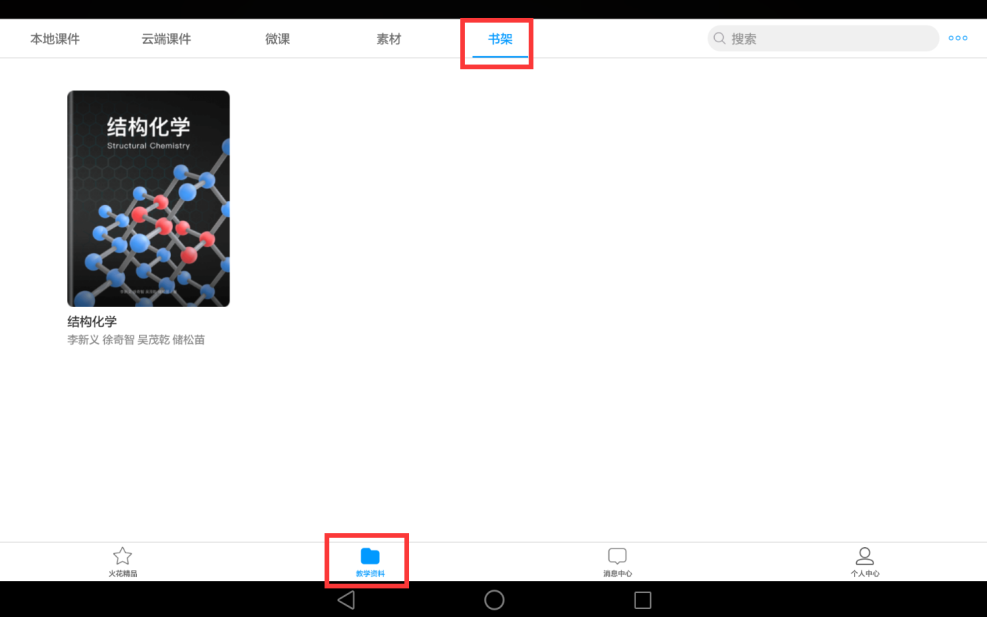 本地课件
云端课件
微课
素材
书架
搜索
结构化学
Structural Chemistry
结构化学
李新义 徐奇智 吴茂乾 储松苗
火花精品
教学资料
消息中心
个人中心